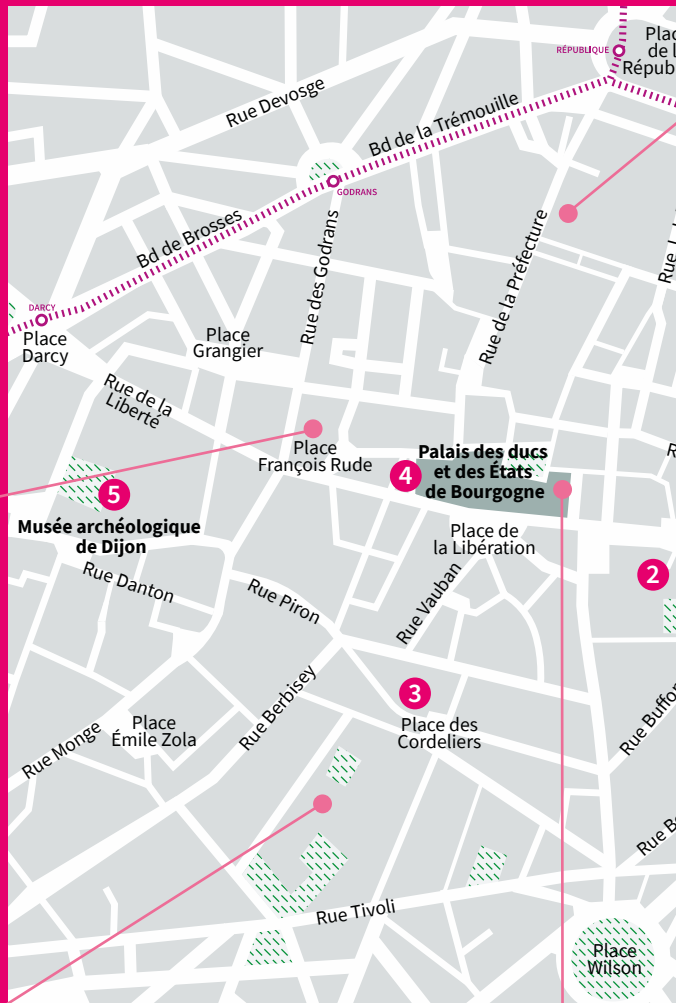 Plac
de l
Républ
RÉPUBLIQUE
Rue Devosge
Bd de la Trémouille
GODRANS
Bd de Brosses
Rue des Godrans
Rue de la Préfecture
DARCY
Place
Darcy
Place
Grangier
Rue de la
Liberté
Place
François Rude
4
Palais des ducs
et des États
de Bourgogne
5
Musée archéologique
de Dijon
Place de
la Libération
2
Rue Danton
Rue Piron
Rue Vauban
3
Place des
Cordeliers
Rue Berbisey
Rue Buffon
Place
Émile Zola
Rue Monge
Rue Tivoli
Place
Wilson